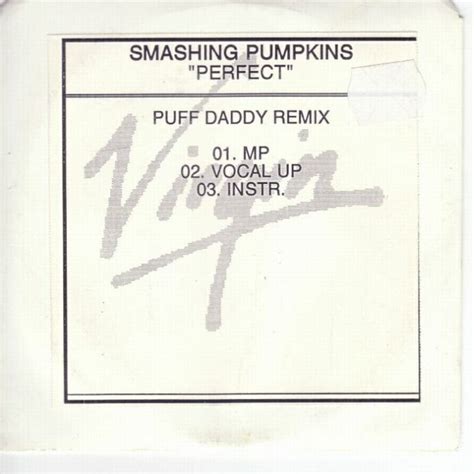 SMASHING PUMPKINS
"PERFECT"
PUFF DADDY REMIX
01. MP
02. VOCAL UP
03. INSTR.
Virgin